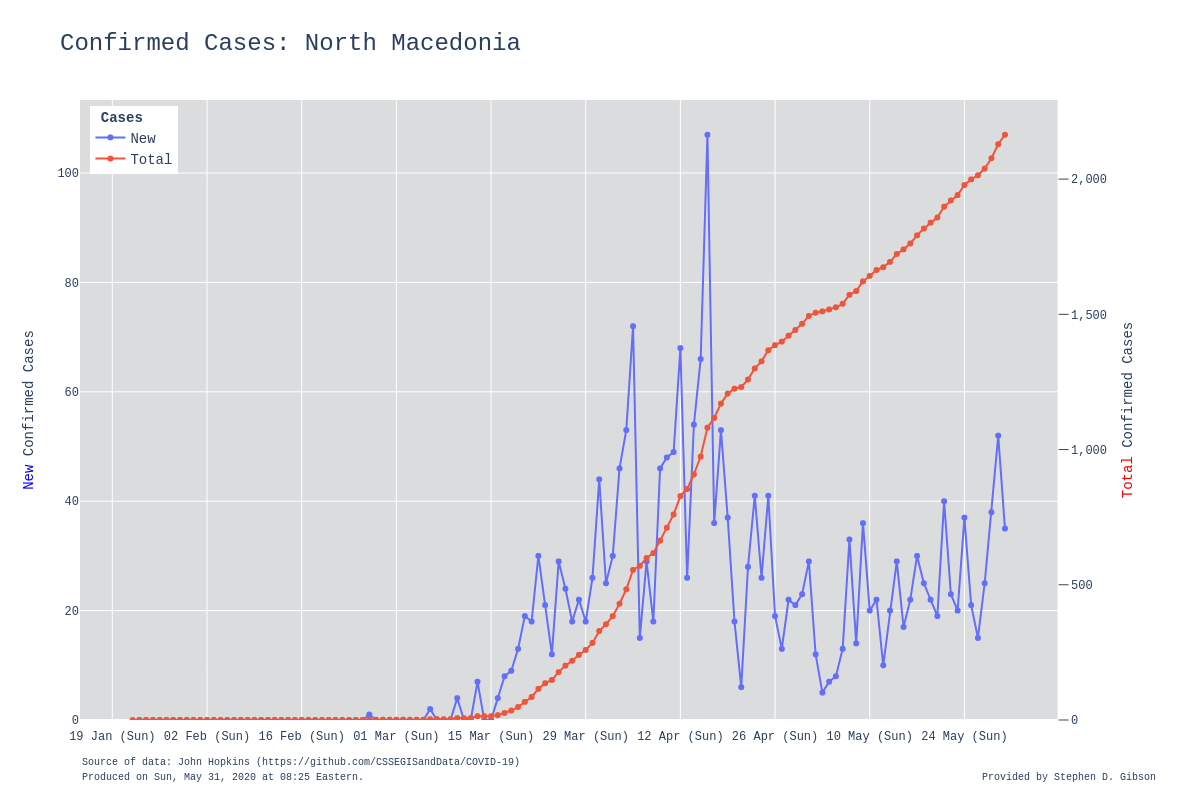 Confirmed Cases: North Macedonia
Cases
New
Total
100
80
60
40
20
0
2,000
1,500
1,000
500
0
New Confirmed Cases
Total Confirmed Cases
19 Jan (Sun) 02 Feb (Sun) 16 Feb (Sun) 01 Mar (Sun) 15 Mar (Sun) 29 Mar (Sun) 12 Apr (Sun) 26 Apr (Sun) 10 May (Sun) 24 May (Sun)
Source of data: John Hopkins (https://github.com/CSSEGISandData/COVID-19)
Produced on Sun, May 31, 2020 at 08:25 Eastern.
Provided by Stephen D. Gibson